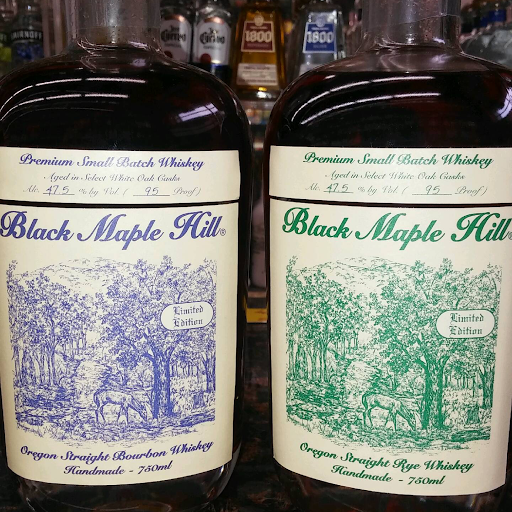 SMIRNOFF
Cuervo
Cuervo
1800
1800
Premium Small Batch Whiskey
Aged in Select White Oak Casks
Alc. 47.5 % by Vol. ( 95 Proof )
Black Maple Hill®
Limited
Edition
Oregon Straight Bourbon Whiskey
Handmade - 750ml
Premium Small Batch Whiskey
Aged in Select White Oak Casks
Alc. 47.5 % by Vol. ( 95 Proof )
Black Maple Hill®
Limited
Edition
Oregon Straight Rye Whiskey
Handmade - 750ml